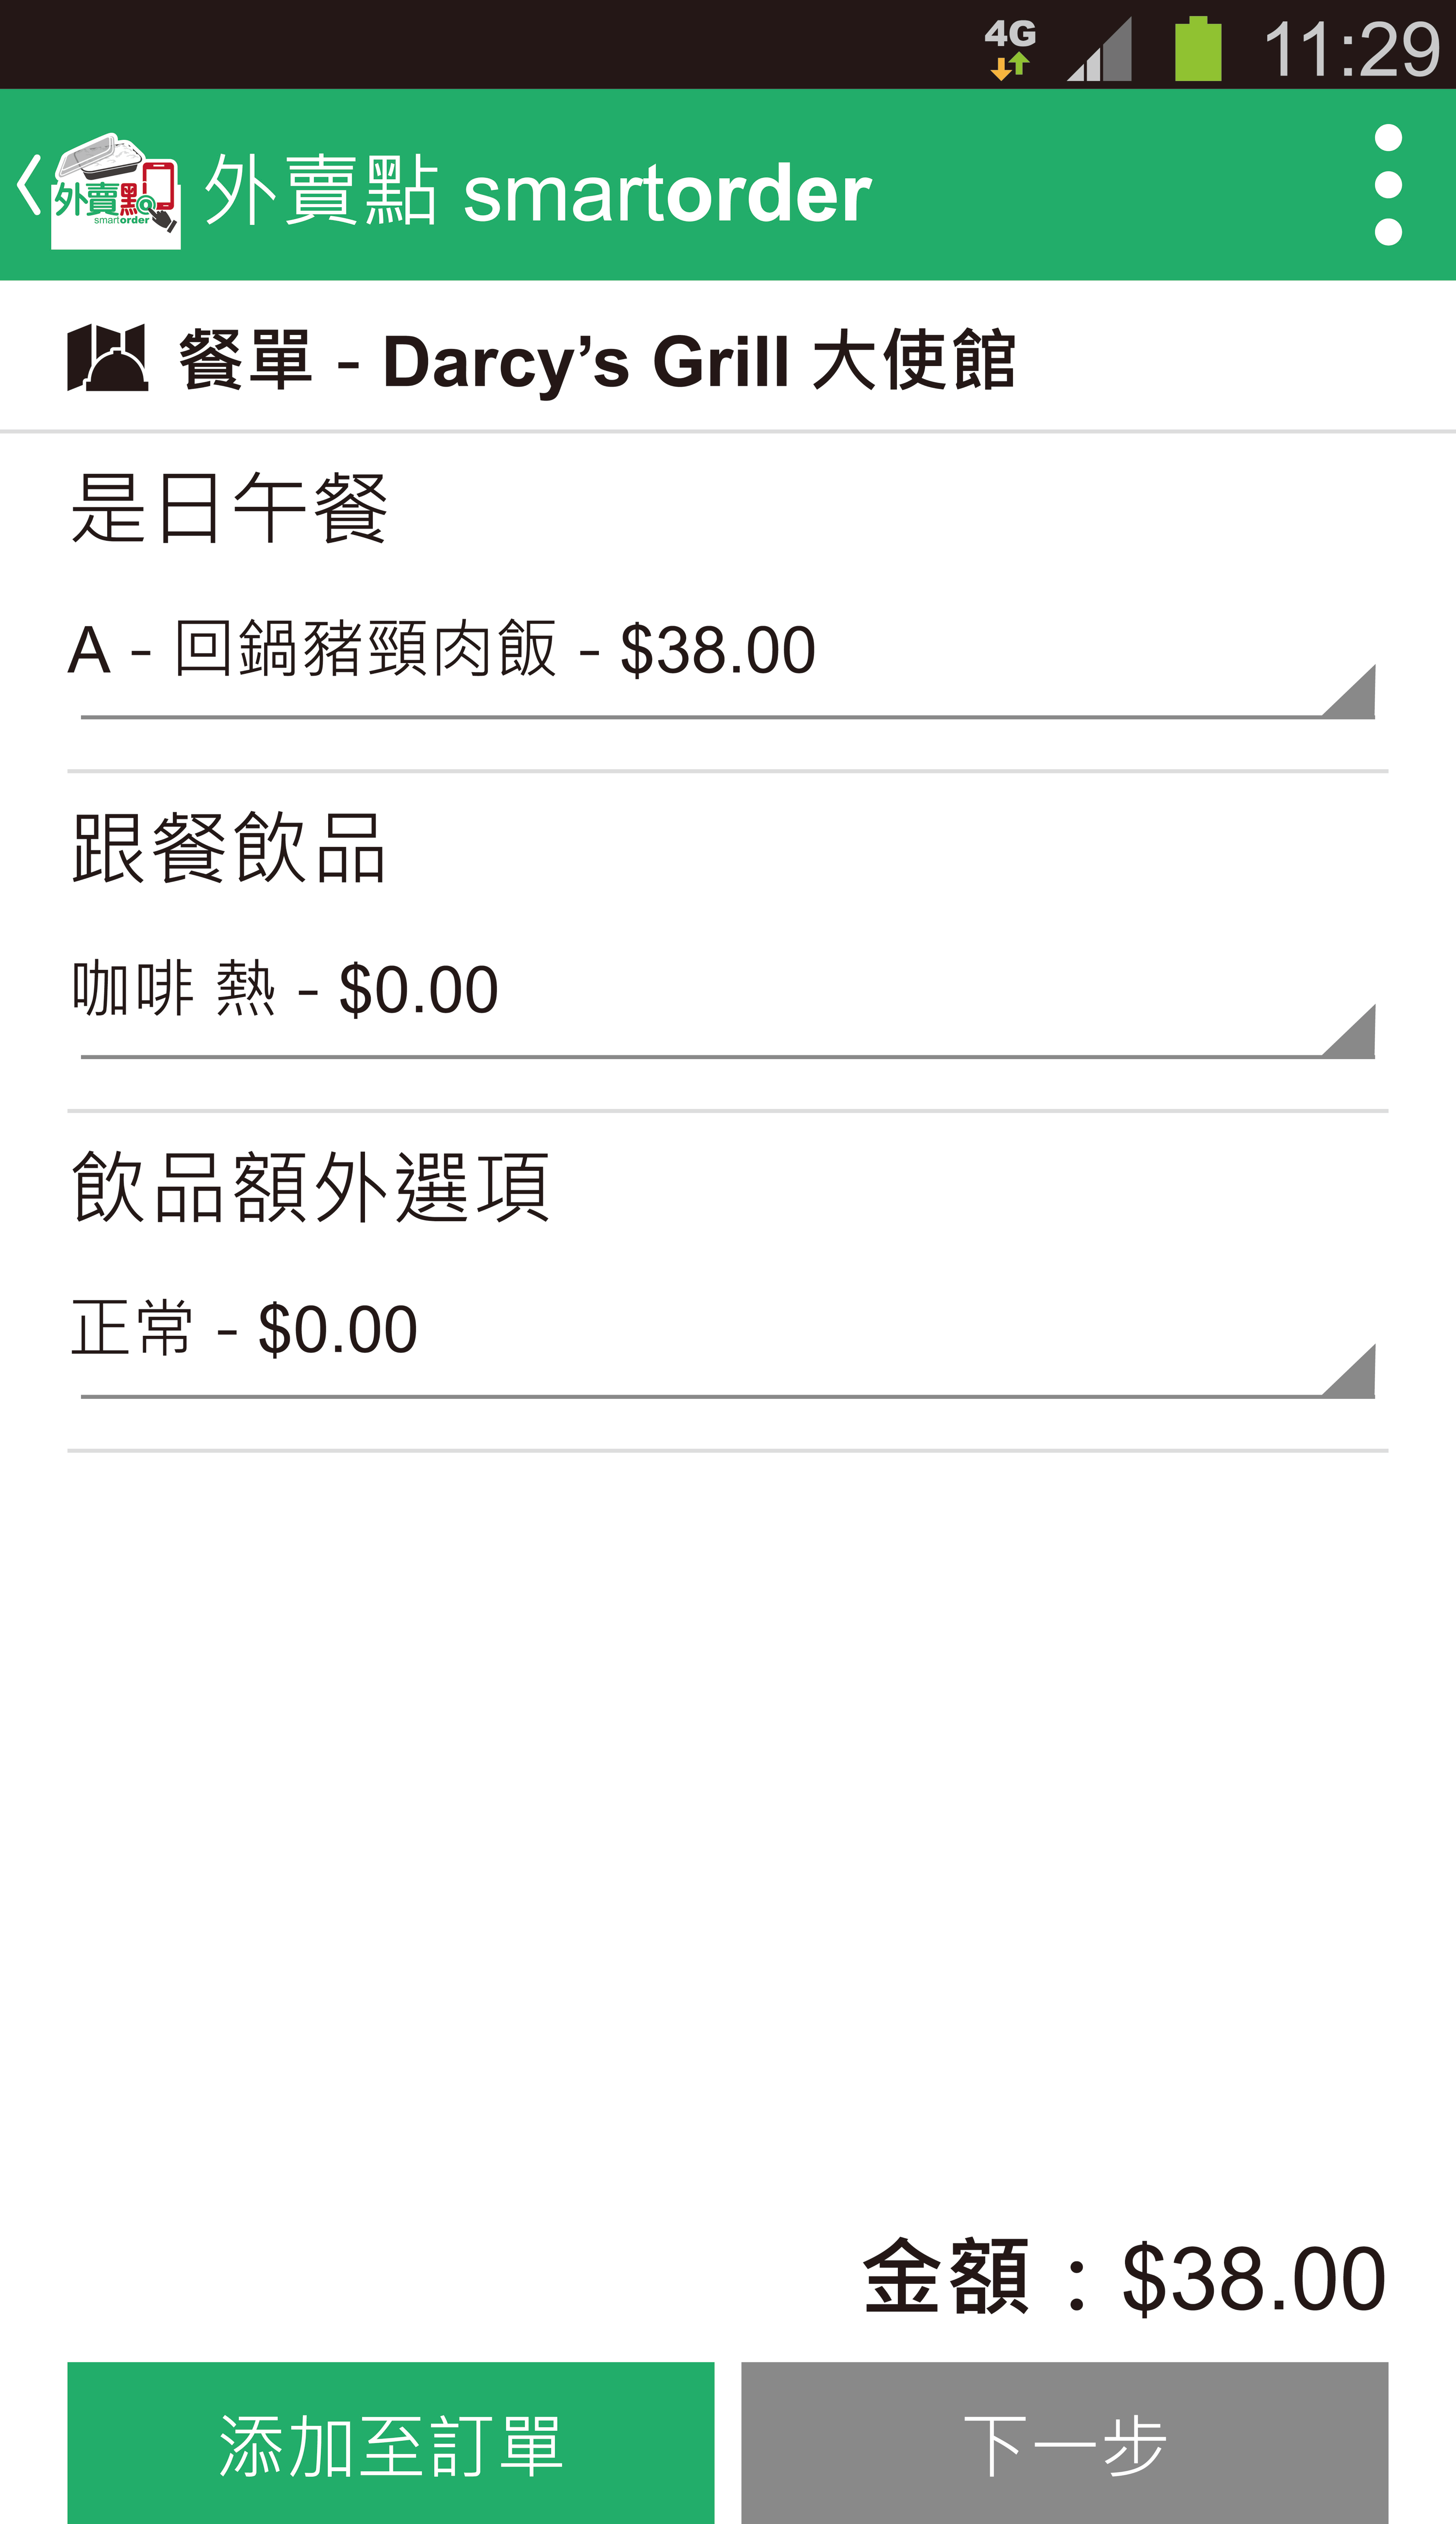 4G 11:29
外賣點 smartorder
外賣點 smartorder
餐單 - Darcy’s Grill 大使館
是日午餐
A - 回鍋豬頸肉飯 - $38.00
跟餐飲品
咖啡 熱 - $0.00
飲品額外選項
正常 - $0.00
金額：$38.00
添加至訂單 下一步